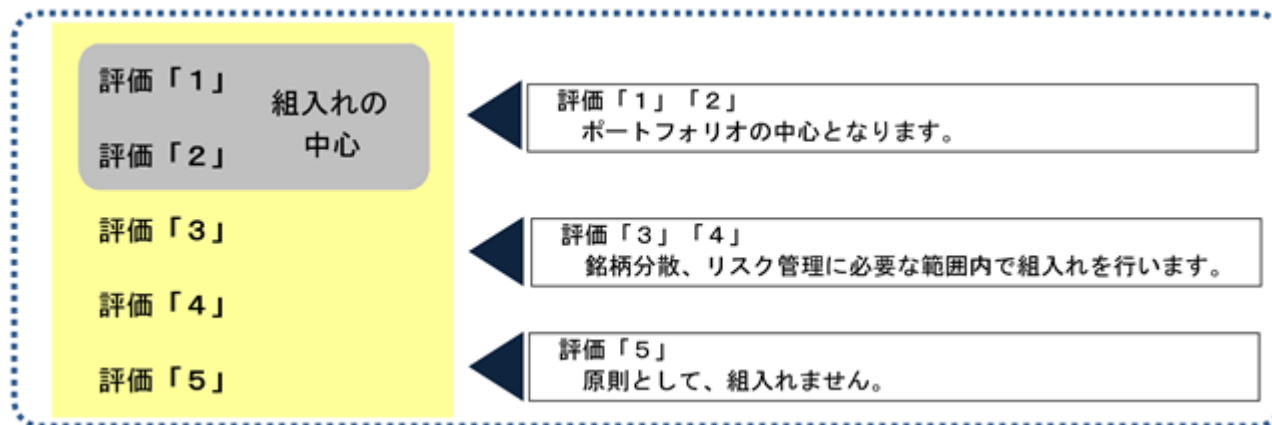 評価「１」
評価「２」
組入れの
中心
評価「３」
評価「４」
評価「５」
評価「１」「２」
ポートフォリオの中心となります。
評価「３」「４」
銘柄分散、リスク管理に必要な範囲内で組入れを行います。
評価「５」
原則として、組入れません。